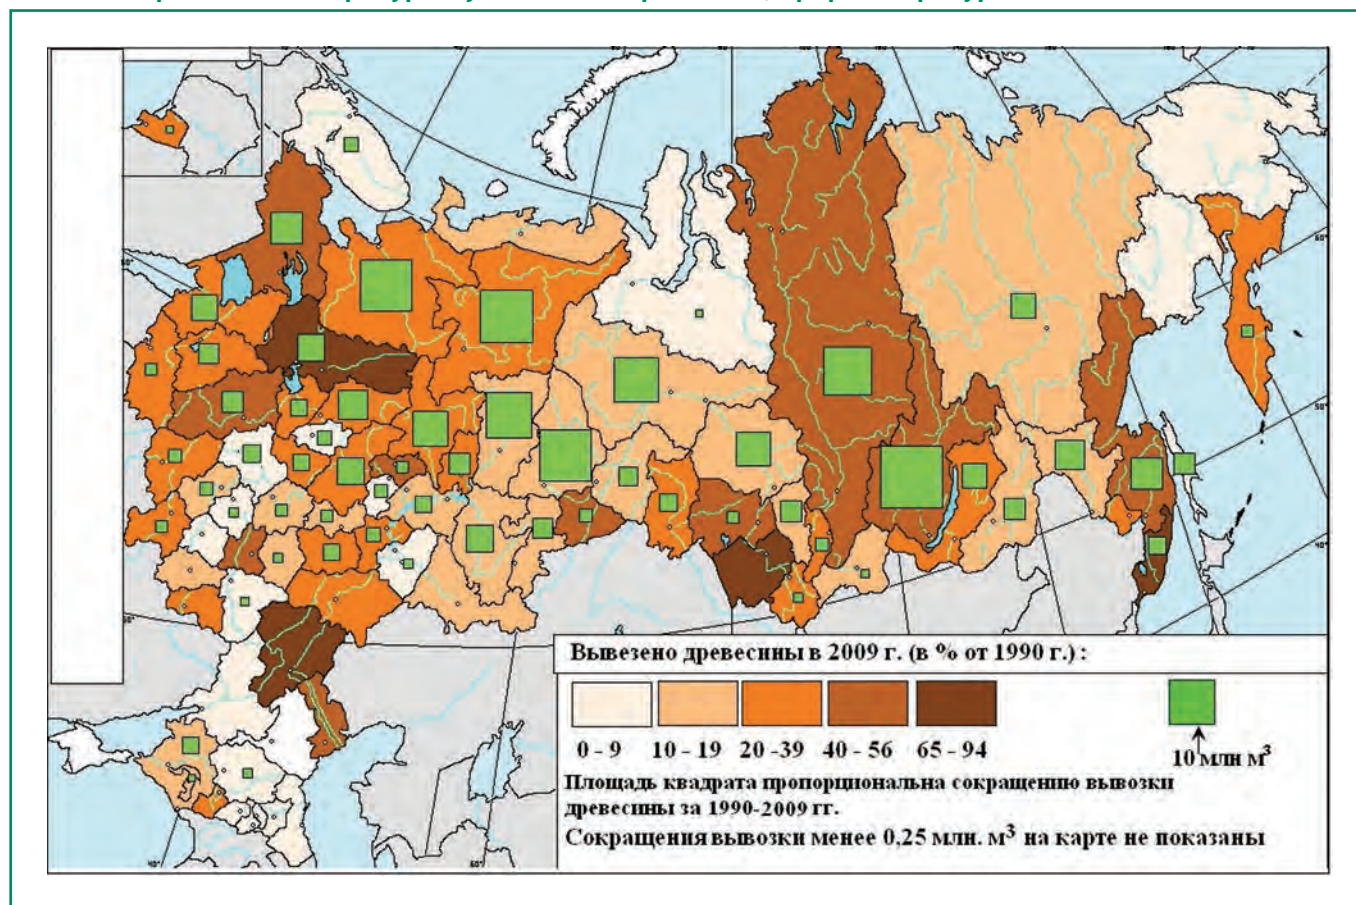 Вывезено древесины в 2009 г. (в % от 1990 г.) :
0 - 9 10 - 19 20 -39 40 - 56 65 - 94
10 млн м³
Площадь квадрата пропорциональна сокращению вывозки
древесины за 1990-2009 гг.
Сокращения вывозки менее 0,25 млн. м³ на карте не показаны